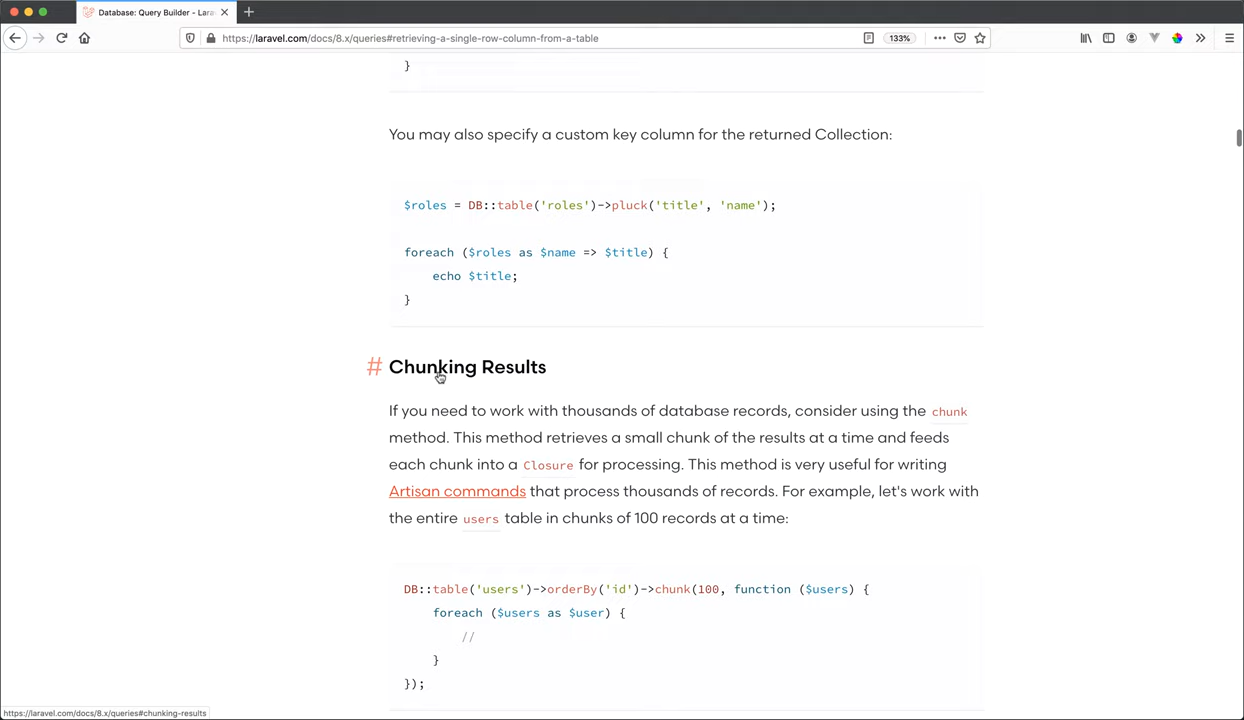 Database: Query Builder - Lara
https://laravel.com/docs/8.x/queries#retrieving-a-single-row-column-from-a-table
133%
}
You may also specify a custom key column for the returned Collection:
$roles = DB::table('roles')->pluck('title', 'name');
foreach ($roles as $name => $title) {
echo $title;
}
# Chunking Results
If you need to work with thousands of database records, consider using the chunk
method. This method retrieves a small chunk of the results at a time and feeds
each chunk into a Closure for processing. This method is very useful for writing
Artisan commands that process thousands of records. For example, let's work with
the entire users table in chunks of 100 records at a time:
DB::table('users')->orderBy('id')->chunk(100, function ($users) {
foreach ($users as $user) {
//
}
});
https://laravel.com/docs/8.x/queries#chunking-results